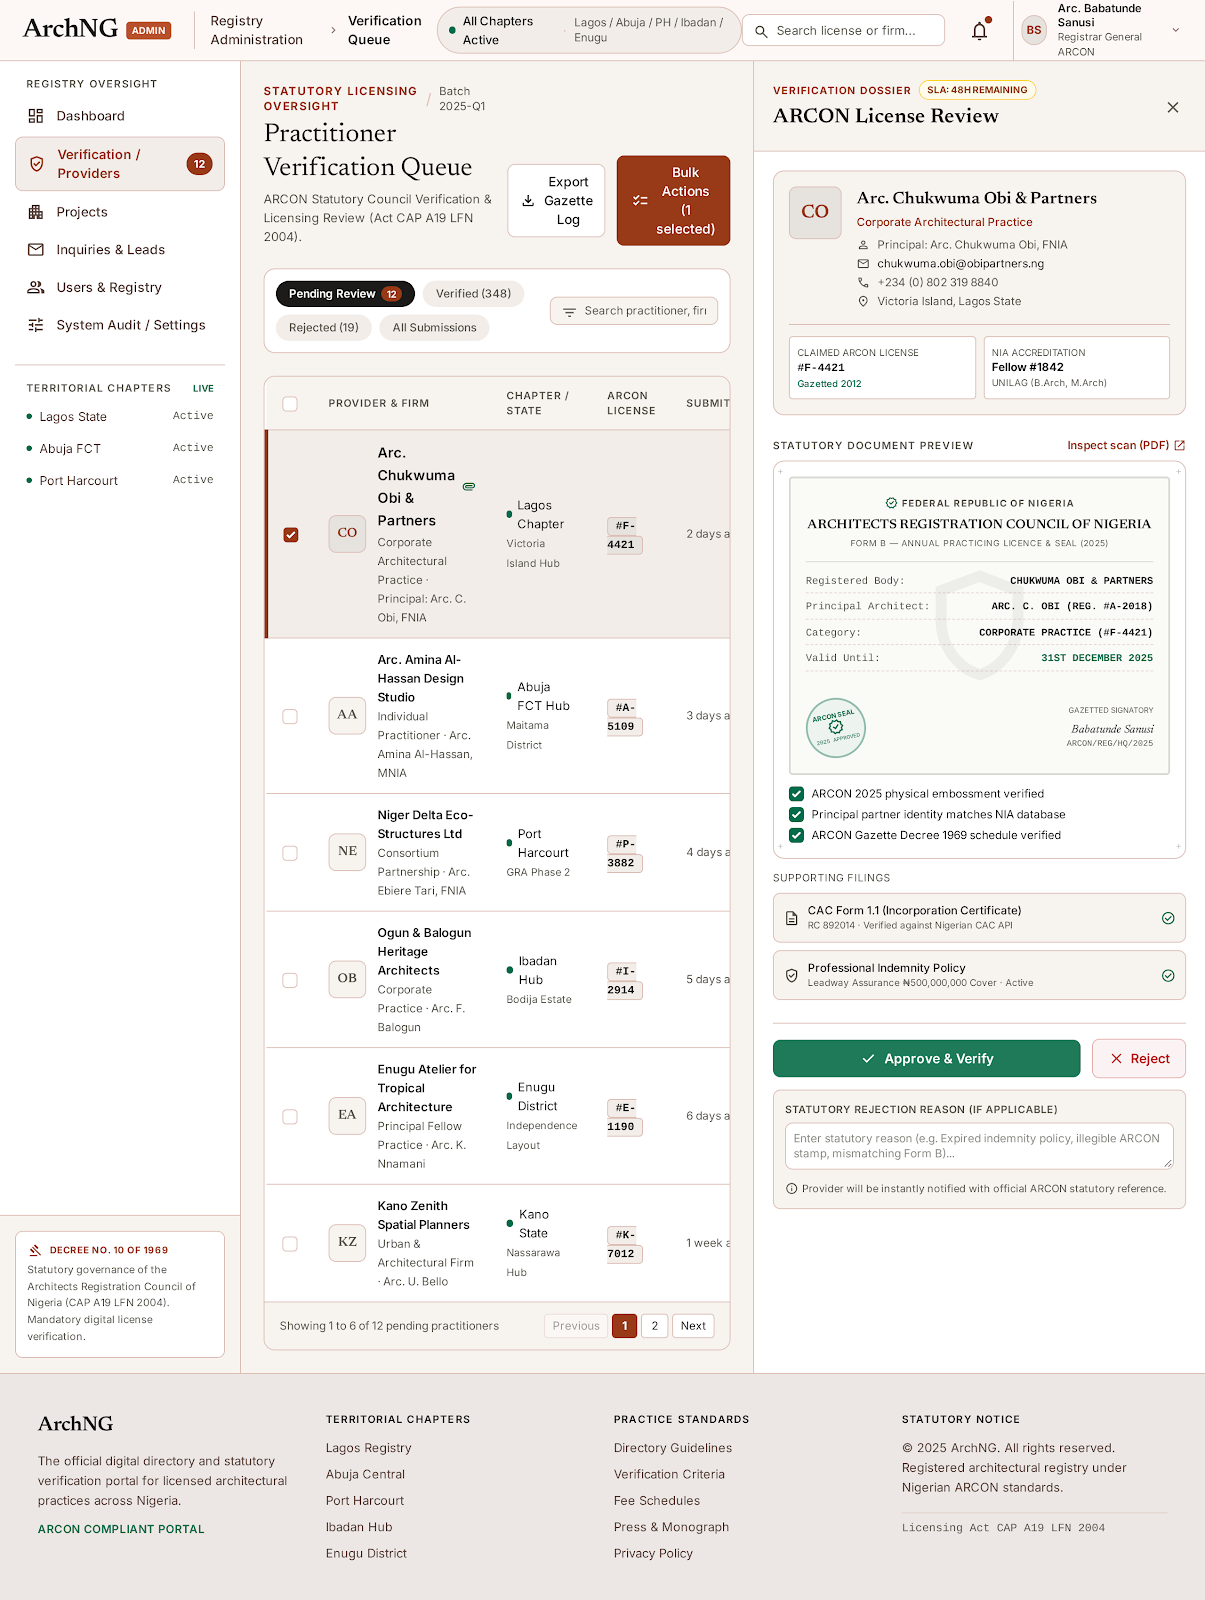 ArchNG ADMIN
Registry
Administration
›
Verification
Queue
All Chapters
Active
·
Lagos / Abuja / PH / Ibadan /
Enugu
Search license or firm...
BS
Arc. Babatunde
Sanusi
Registrar General
ARCON
REGISTRY OVERSIGHT
Dashboard
Verification /
Providers
12
Projects
Inquiries & Leads
Users & Registry
System Audit / Settings
TERRITORIAL CHAPTERS LIVE
Lagos State Active
Abuja FCT Active
Port Harcourt Active
DECREE NO. 10 OF 1969
Statutory governance of the
Architects Registration Council of
Nigeria (CAP A19 LFN 2004).
Mandatory digital license
verification.
STATUTORY LICENSING
OVERSIGHT
/
Batch
2025-Q1
Practitioner
Verification Queue
ARCON Statutory Council Verification &
Licensing Review (Act CAP A19 LFN
2004).
Export
Gazette
Log
Bulk
Actions
(1
selected)
Pending Review 12
Verified (348)
Rejected (19)
All Submissions
Search practitioner, fir
PROVIDER & FIRM
CHAPTER /
STATE
ARCON
LICENSE
SUBMIT
CO
Arc.
Chukwuma
Obi &
Partners
Corporate
Architectural
Practice ·
Principal: Arc. C.
Obi, FNIA
Lagos
Chapter
Victoria
Island Hub
#F-
4421
2 days a
AA
Arc. Amina Al-
Hassan Design
Studio
Individual
Practitioner · Arc.
Amina Al-Hassan,
MNIA
Abuja
FCT Hub
Maitama
District
#A-
5109
3 days a
NE
Niger Delta Eco-
Structures Ltd
Consortium
Partnership · Arc.
Ebiere Tari, FNIA
Port
Harcourt
GRA Phase 2
#P-
3882
4 days a
OB
Ogun & Balogun
Heritage
Architects
Corporate
Practice · Arc. F.
Balogun
Ibadan
Hub
Bodija Estate
#I-
2914
5 days a
EA
Enugu Atelier for
Tropical
Architecture
Principal Fellow
Practice · Arc. K.
Nnamani
Enugu
District
Independence
Layout
#E-
1190
6 days a
KZ
Kano Zenith
Spatial Planners
Urban &
Architectural Firm
· Arc. U. Bello
Kano
State
Nassarawa
Hub
#K-
7012
1 week a
Showing 1 to 6 of 12 pending practitioners
Previous 1 2 Next
VERIFICATION DOSSIER SLA: 48H REMAINING
ARCON License Review
CO
Arc. Chukwuma Obi & Partners
Corporate Architectural Practice
Principal: Arc. Chukwuma Obi, FNIA
chukwuma.obi@obipartners.ng
+234 (0) 802 319 8840
Victoria Island, Lagos State
CLAIMED ARCON LICENSE
#F-4421
Gazetted 2012
NIA ACCREDITATION
Fellow #1842
UNILAG (B.Arch, M.Arch)
STATUTORY DOCUMENT PREVIEW Inspect scan (PDF)
FEDERAL REPUBLIC OF NIGERIA
ARCHITECTS REGISTRATION COUNCIL OF NIGERIA
FORM B — ANNUAL PRACTICING LICENCE & SEAL (2025)
Registered Body: CHUKWUMA OBI & PARTNERS
Principal Architect: ARC. C. OBI (REG. #A-2018)
Category: CORPORATE PRACTICE (#F-4421)
Valid Until: 31ST DECEMBER 2025
ARCON SEAL
2025 APPROVED
GAZETTED SIGNATORY
Babatunde Sanusi
ARCON/REG/HQ/2025
ARCON 2025 physical embossment verified
Principal partner identity matches NIA database
ARCON Gazette Decree 1969 schedule verified
SUPPORTING FILINGS
CAC Form 1.1 (Incorporation Certificate)
RC 892014 · Verified against Nigerian CAC API
Professional Indemnity Policy
Leadway Assurance ₦500,000,000 Cover · Active
Approve & Verify
Reject
STATUTORY REJECTION REASON (IF APPLICABLE)
Enter statutory reason (e.g. Expired indemnity policy, illegible ARCON
stamp, mismatching Form B)...
Provider will be instantly notified with official ARCON statutory reference.
ArchNG
The official digital directory and statutory
verification portal for licensed architectural
practices across Nigeria.
ARCON COMPLIANT PORTAL
TERRITORIAL CHAPTERS
Lagos Registry
Abuja Central
Port Harcourt
Ibadan Hub
Enugu District
PRACTICE STANDARDS
Directory Guidelines
Verification Criteria
Fee Schedules
Press & Monograph
Privacy Policy
STATUTORY NOTICE
© 2025 ArchNG. All rights reserved.
Registered architectural registry under
Nigerian ARCON standards.
Licensing Act CAP A19 LFN 2004